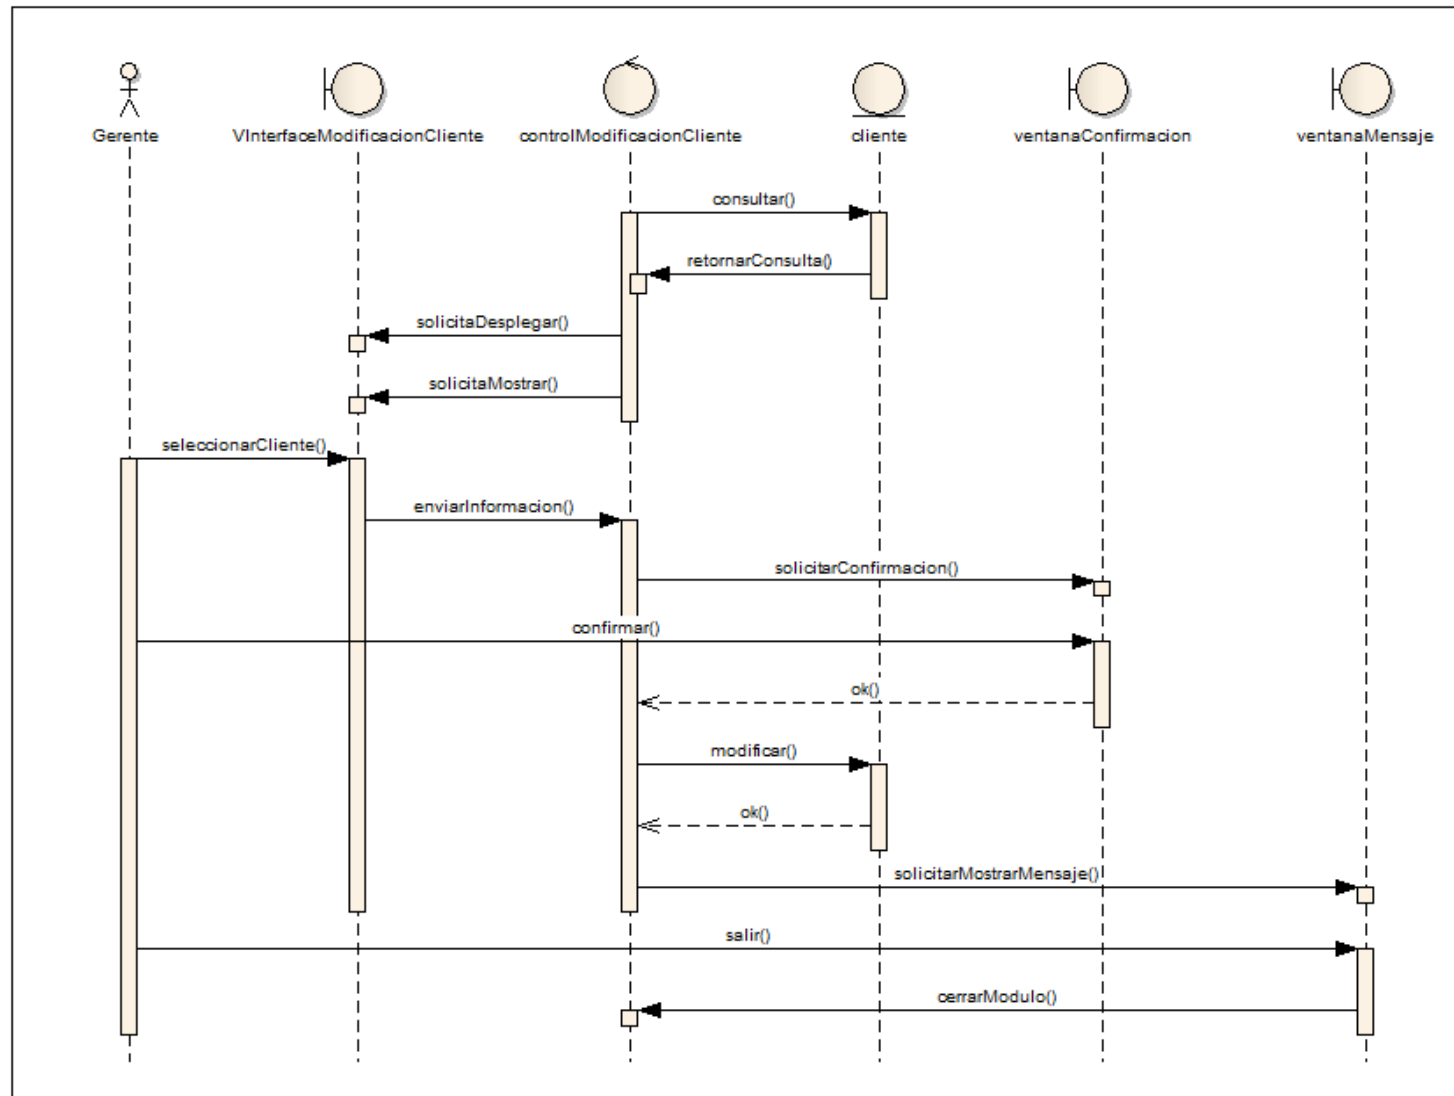 Gerente
VInterfaceModificacionCliente
controlModificacionCliente
cliente
ventanaConfirmacion
ventanaMensaje
consultar()
retornarConsulta()
solicitaDesplegar()
solicitaMostrar()
seleccionarCliente()
enviarInformacion()
solicitarConfirmacion()
confirmar()
ok()
modificar()
ok()
solicitarMostrarMensaje()
salir()
cerrarModulo()